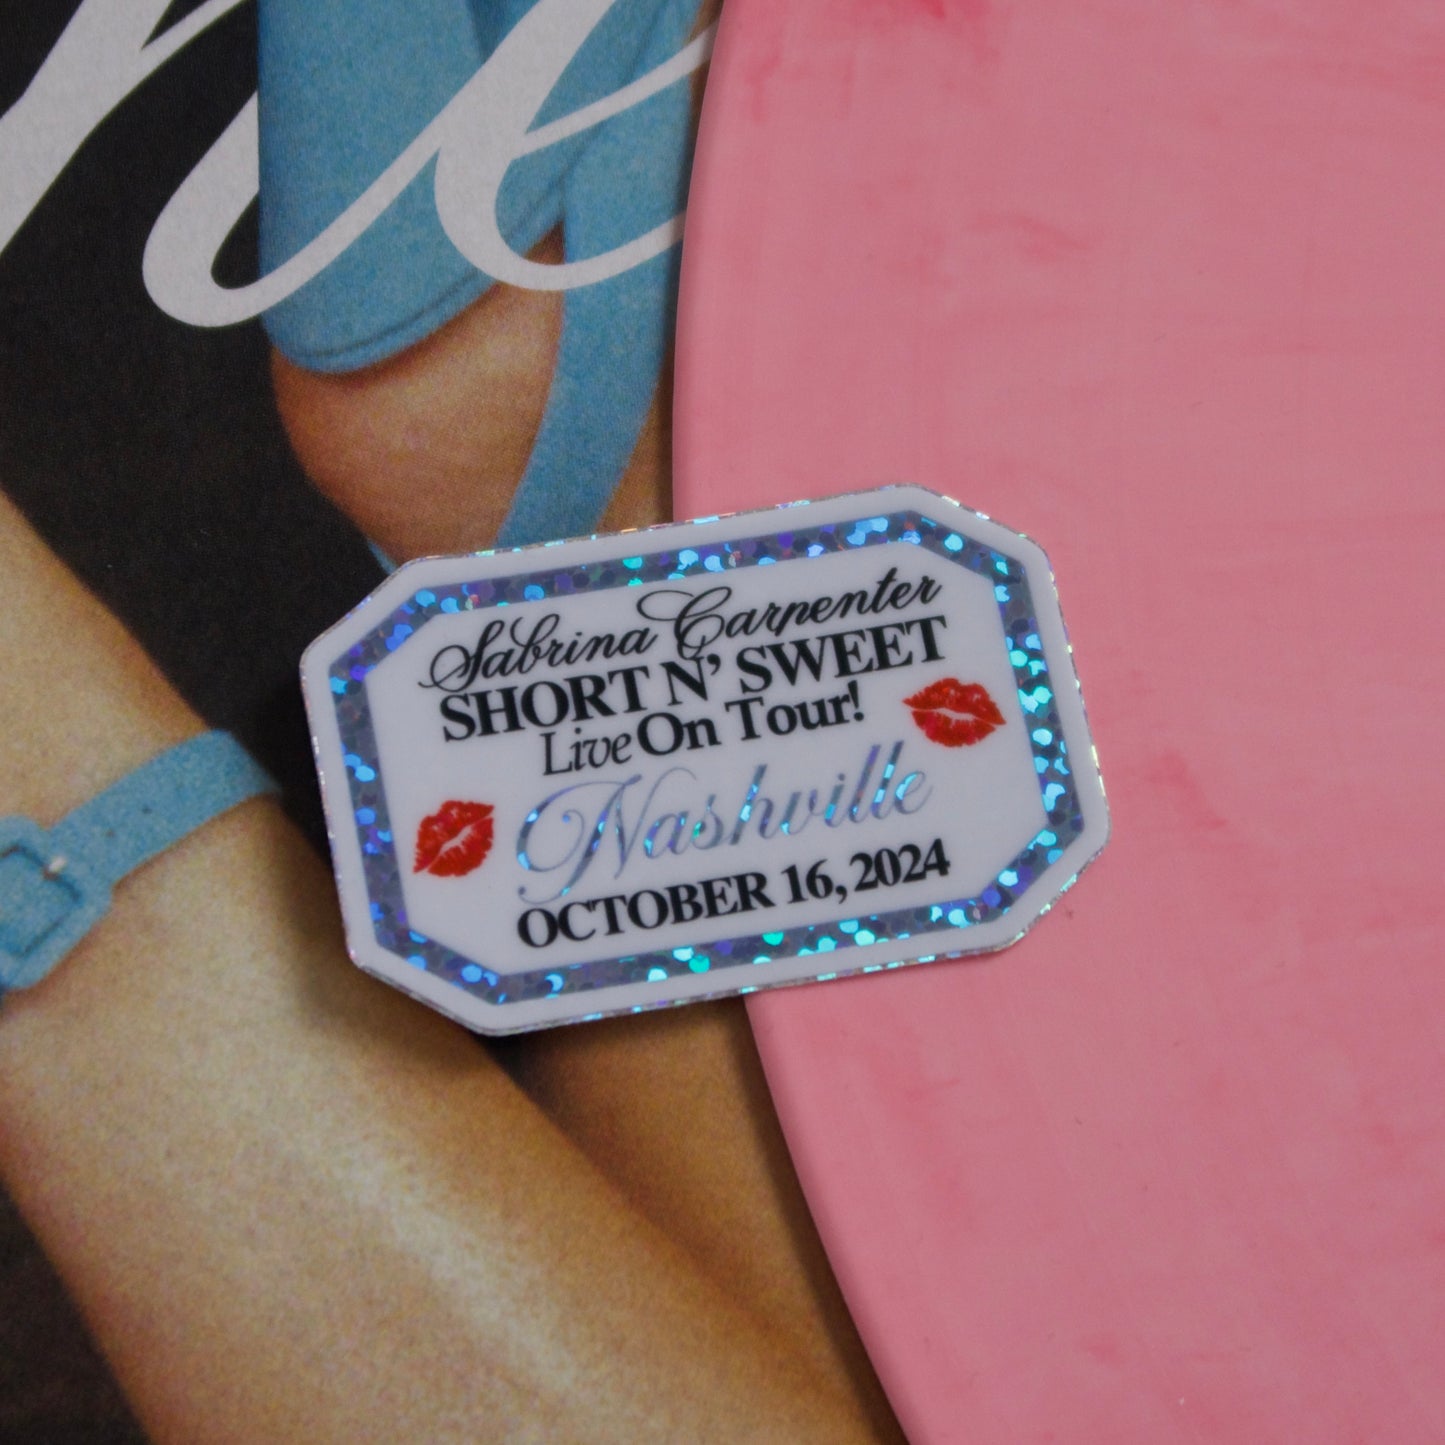 Sabrina Carpenter
SHORT N' SWEET
Live On Tour!
Nashville
OCTOBER 16, 2024